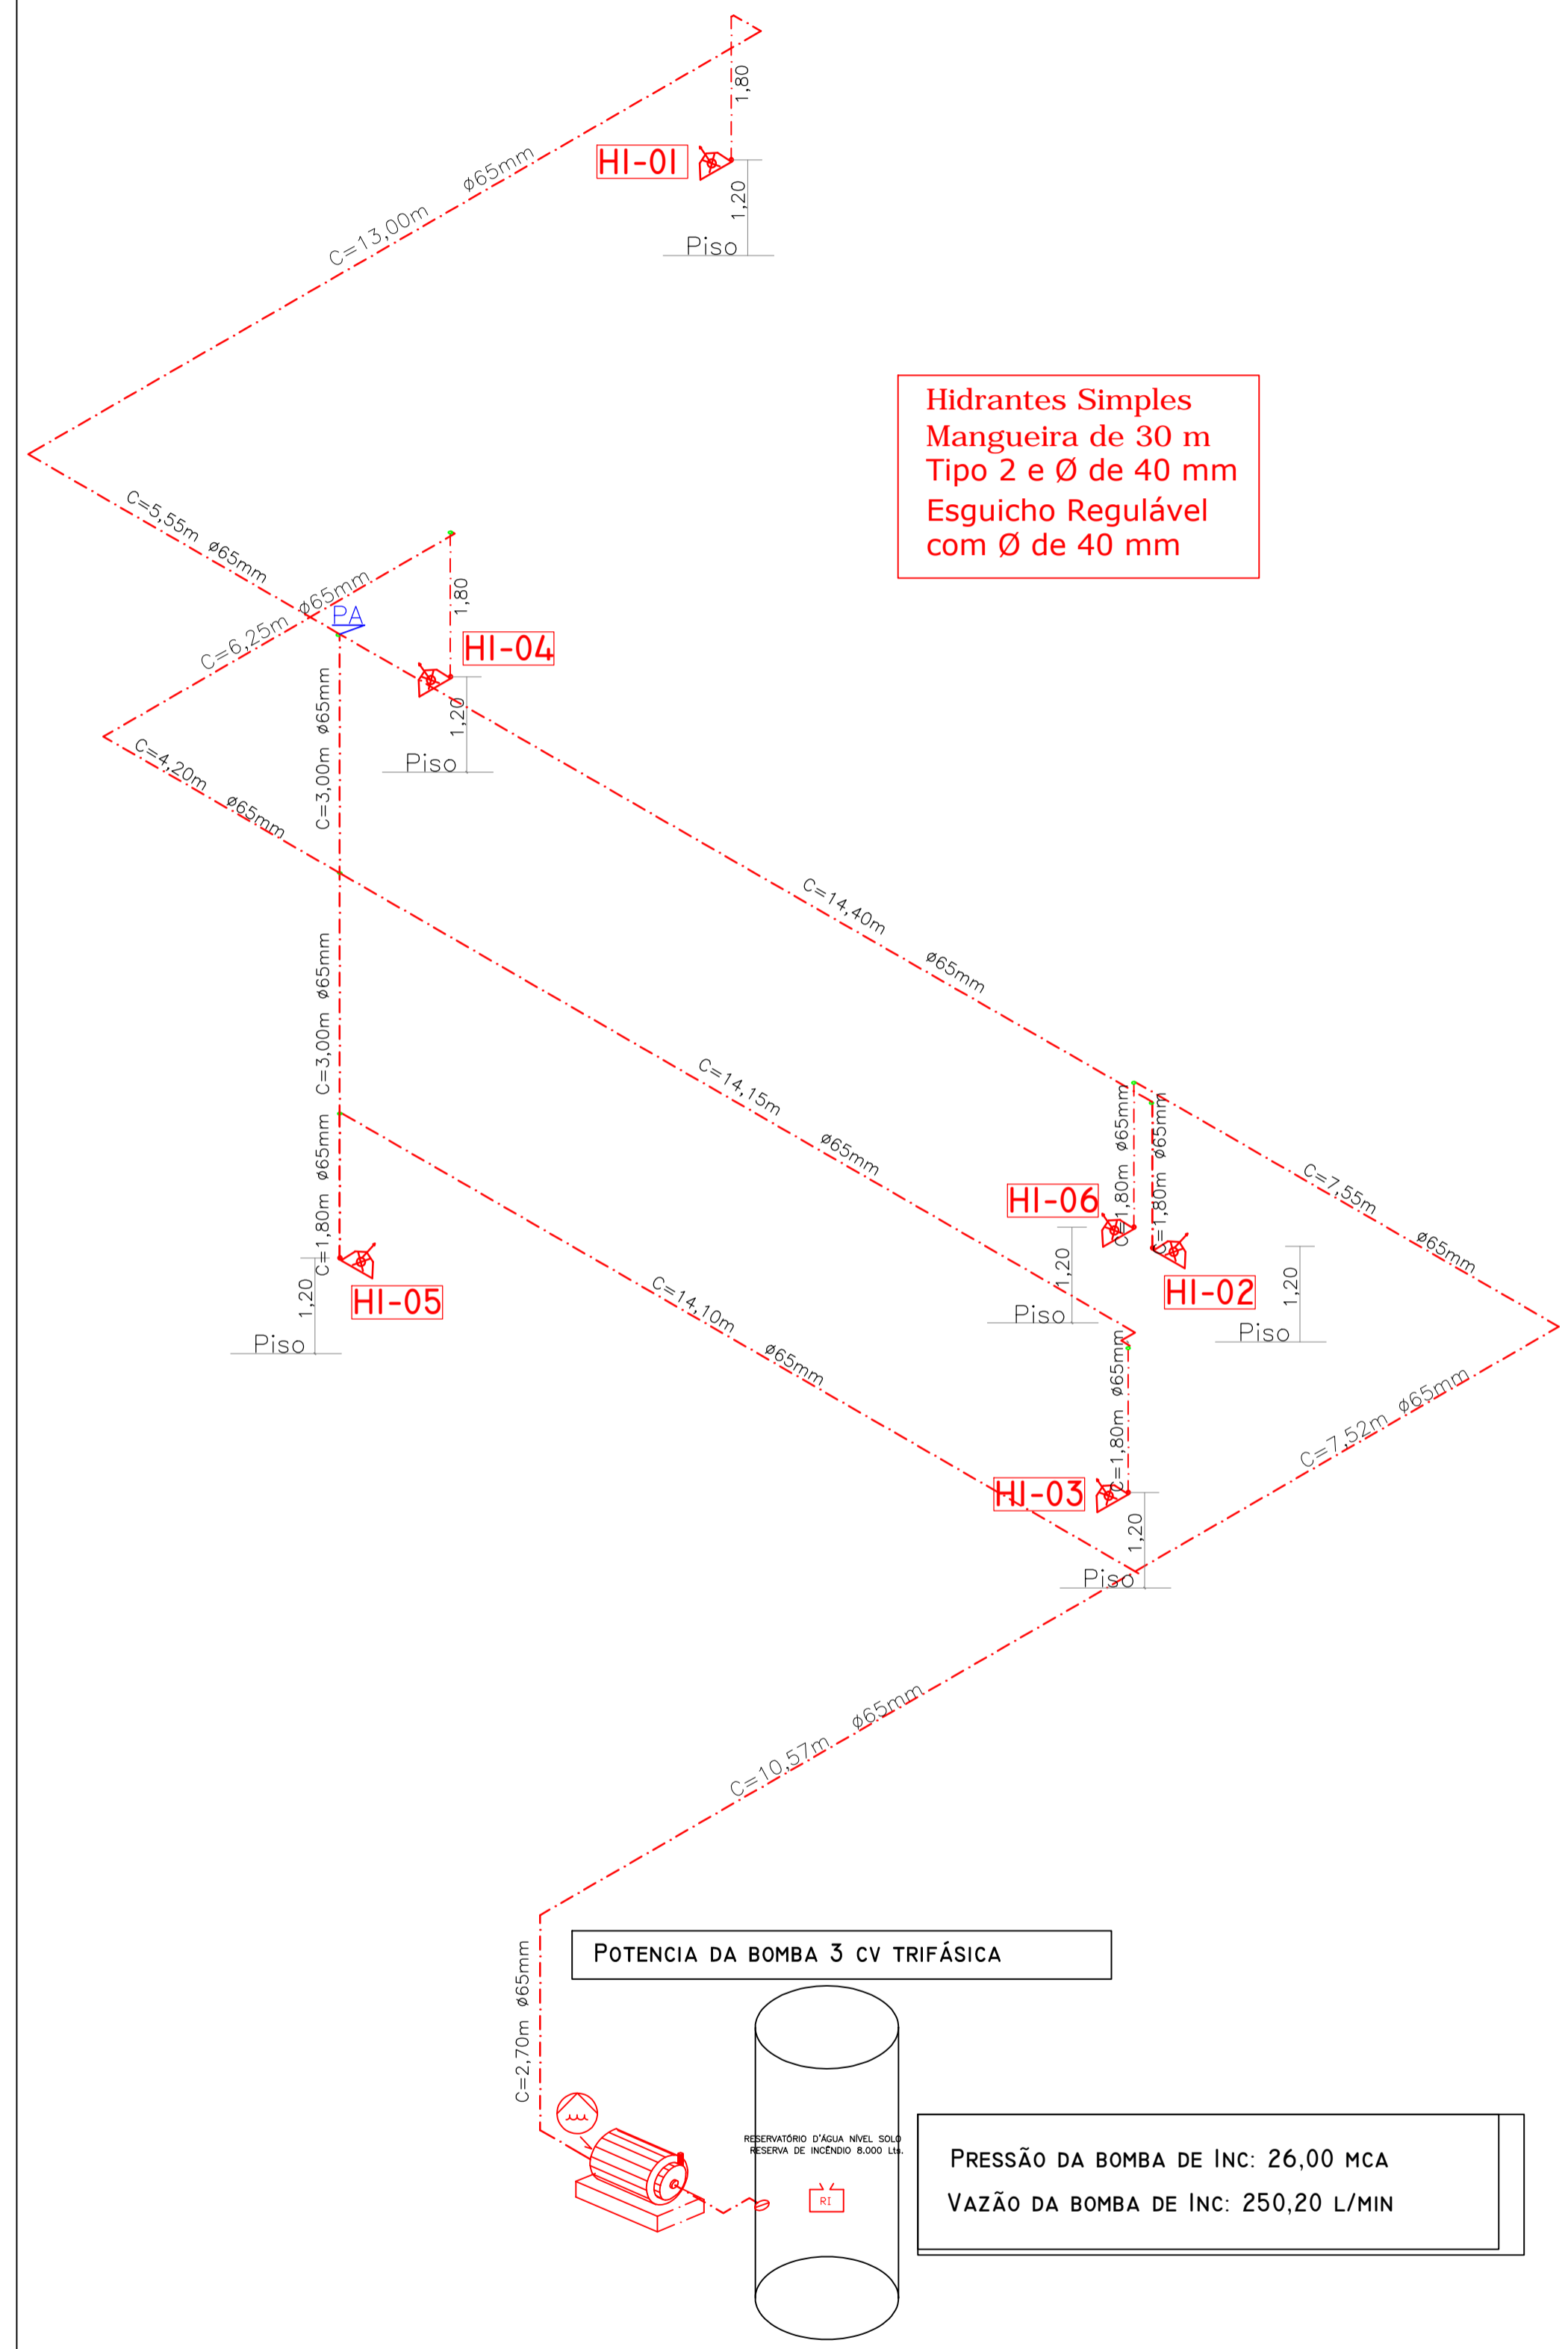 1,80
HI-01
1,20
Piso
ø65mm
C=13,00m
Hidrantes Simples
Mangueira de 30 m
Tipo 2 e Ø de 40 mm
Esguicho Regulável
com Ø de 40 mm
C=5,55m ø65mm
C=6,25m ø65mm
PA
1,80
HI-04
1,20
Piso
C=3,00m ø65mm
C=4,20m ø65mm
C=14,40m ø65mm
C=3,00m ø65mm
C=14,15m ø65mm
C=1,80m ø65mm
C=1,80m ø65mm
C=7,55m ø65mm
HI-06
1,20
Piso
HI-02
1,20
Piso
C=1,80m ø65mm
HI-05
1,20
Piso
C=14,10m ø65mm
C=1,80m ø65mm
HI-03
1,20
Piso
C=7,52m ø65mm
C=10,57m ø65mm
C=2,70m ø65mm
POTENCIA DA BOMBA 3 CV TRIFÁSICA
RESERVATÓRIO D'ÁGUA NÍVEL SOLO
RESERVA DE INCÊNDIO 8.000 Lts.
RI
PRESSÃO DA BOMBA DE INC: 26,00 MCA
VAZÃO DA BOMBA DE INC: 250,20 L/MIN